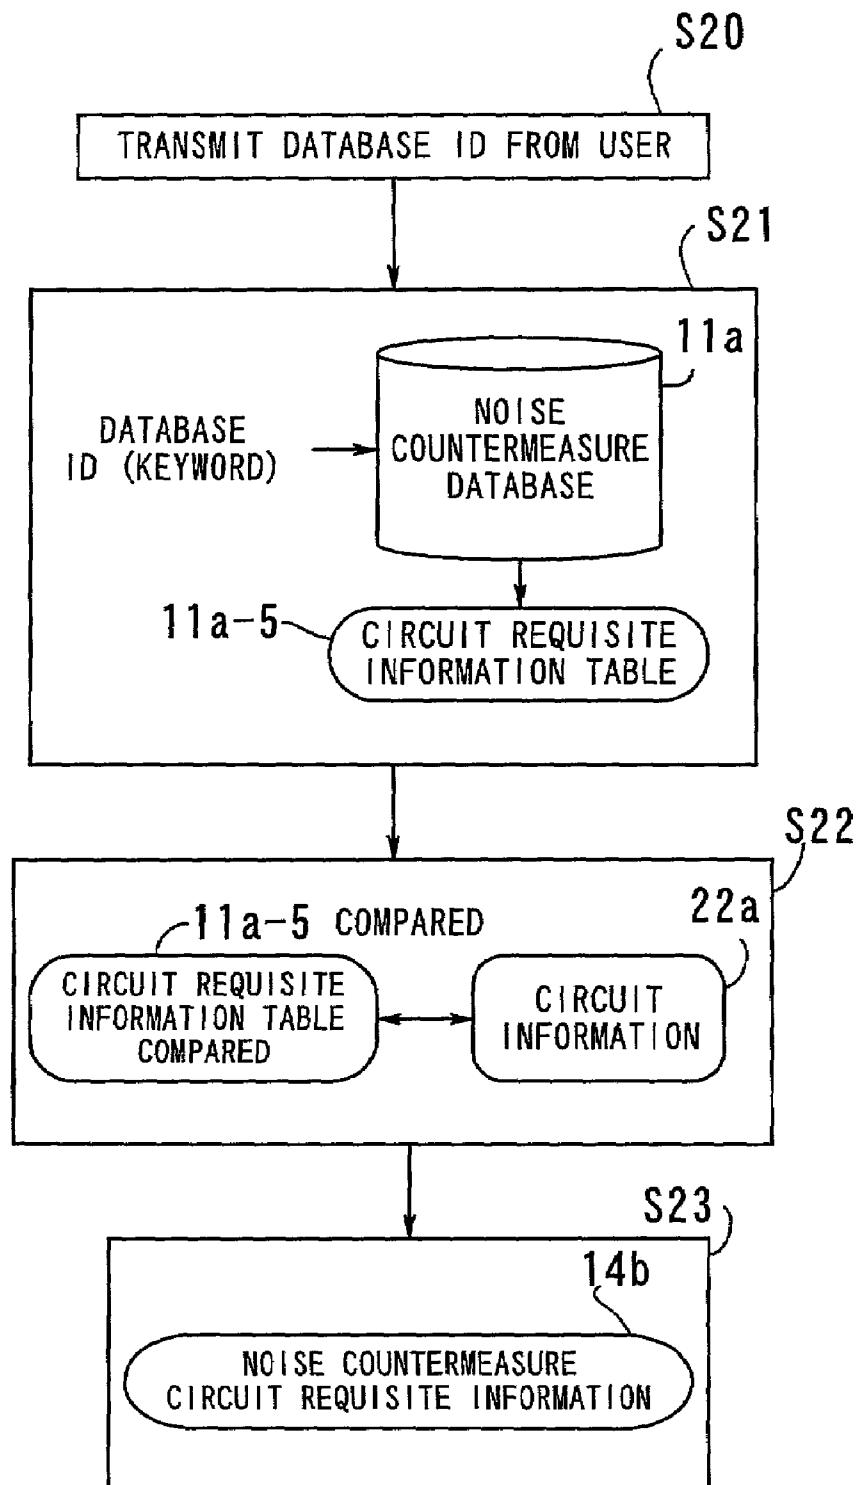 S20
TRANSMIT DATABASE ID FROM USER
S21
11a
NOISE
COUNTERMEASURE
DATABASE
DATABASE
ID (KEYWORD)
11a-5
CIRCUIT REQUISITE
INFORMATION TABLE
S22
11a-5 COMPARED
22a
CIRCUIT REQUISITE
INFORMATION TABLE
COMPARED
CIRCUIT
INFORMATION
S23
14b
NOISE COUNTERMEASURE
CIRCUIT REQUISITE INFORMATION